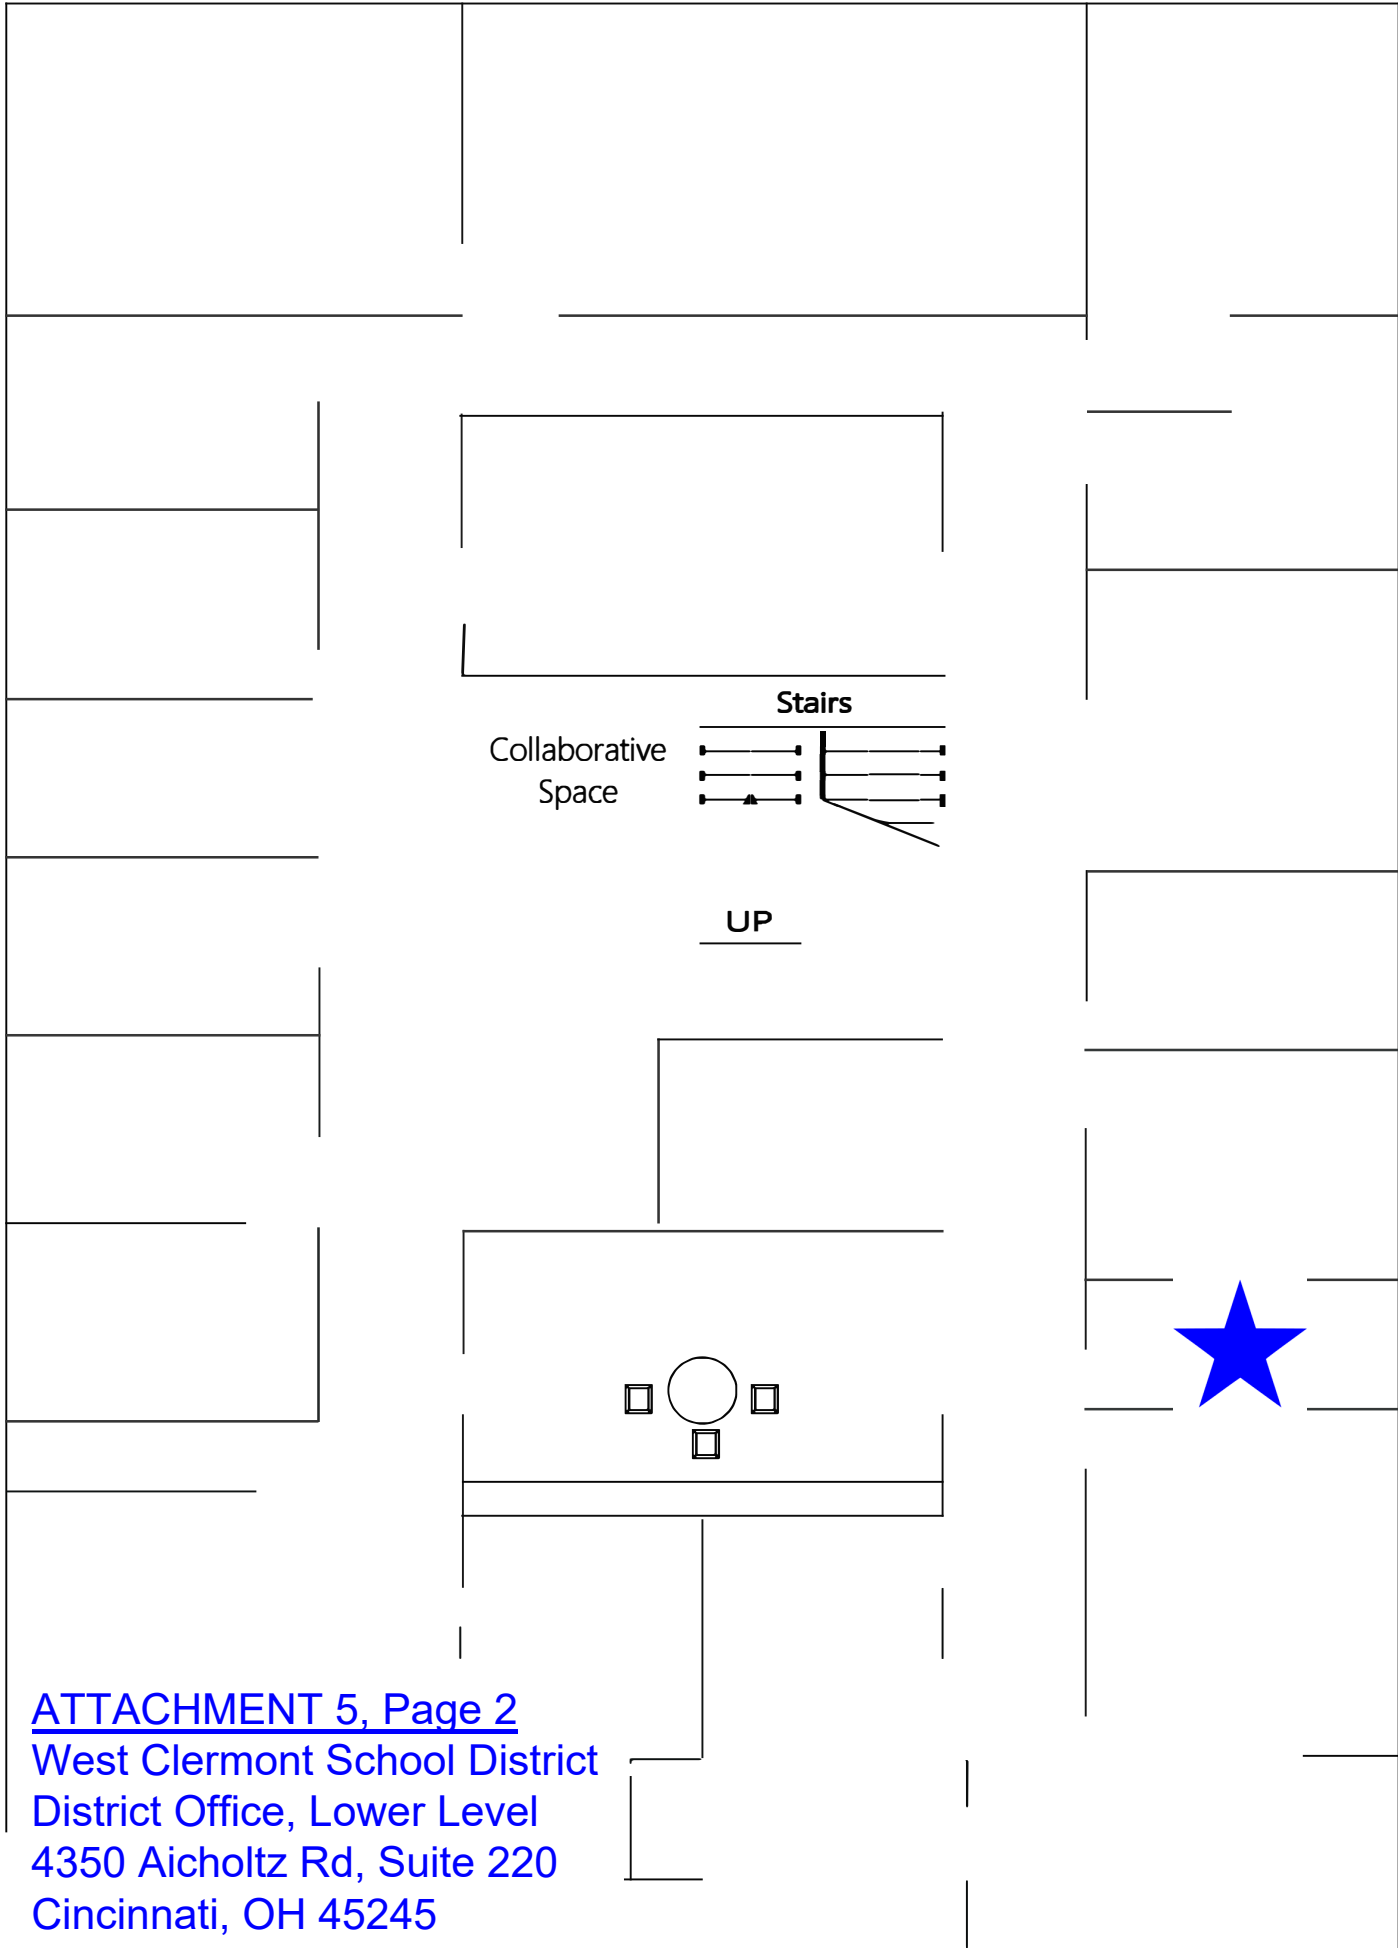 Stairs
Collaborative
Space
UP
ATTACHMENT 5, Page 2
West Clermont School District
District Office, Lower Level
4350 Aicholtz Rd, Suite 220
Cincinnati, OH 45245